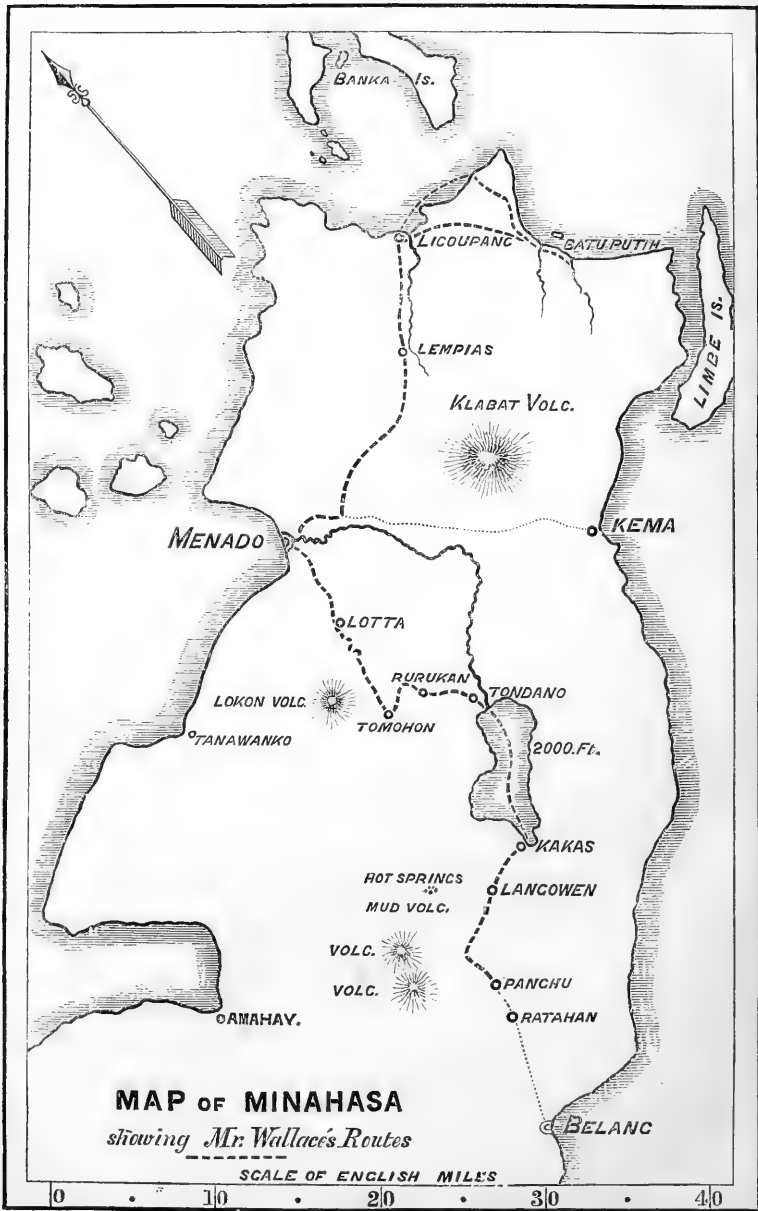 BANKA IS.
LICOUPANG
BATU PUTIH
LIMBE IS.
LEMPIAS
KLABAT VOLC.
MENADO
KEMA
LOTTA
RURUKAN
TONDANO
LOKON VOLC.
TOMOHON
2000.Ft.
TANAWANKO
KAKAS
HOT SPRINGS
LANGOWEN
MUD VOLC.
VOLC.
VOLC.
PANGHU
RATAHAN
AMAHAY.
MAP OF MINAHASA
showing Mr. Wallace's Routes
BELANG
SCALE OF ENGLISH MILES
0 10 20 30 40